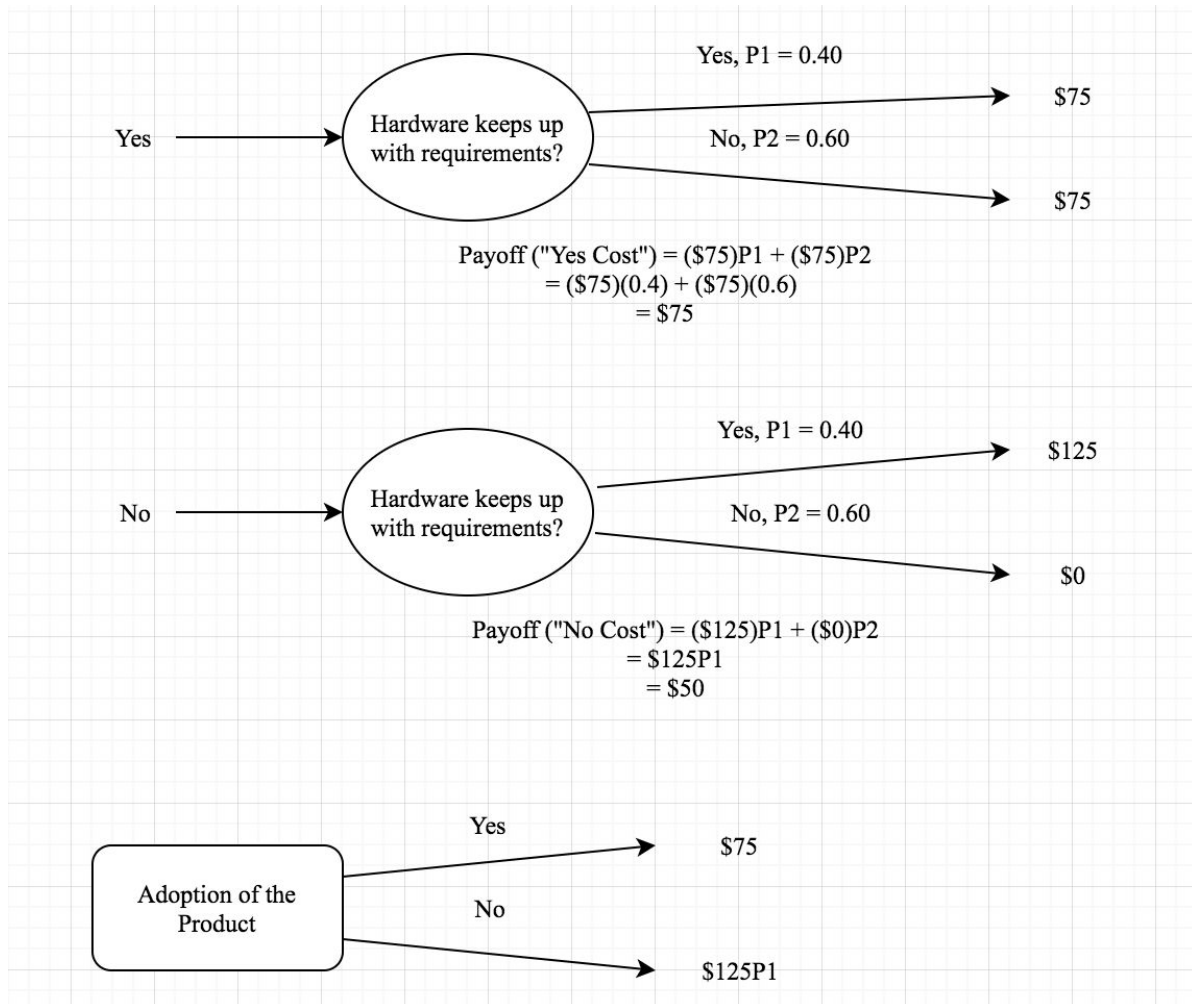 Yes, P1 = 0.40
$75
Yes
Hardware keeps up
with requirements?
No, P2 = 0.60
$75
Payoff ("Yes Cost") = ($75)P1 + ($75)P2
= ($75)(0.4) + ($75)(0.6)
= $75
Yes, P1 = 0.40
$125
No
Hardware keeps up
with requirements?
No, P2 = 0.60
$0
Payoff ("No Cost") = ($125)P1 + ($0)P2
= $125P1
= $50
Yes
$75
Adoption of the
Product
No
$125P1